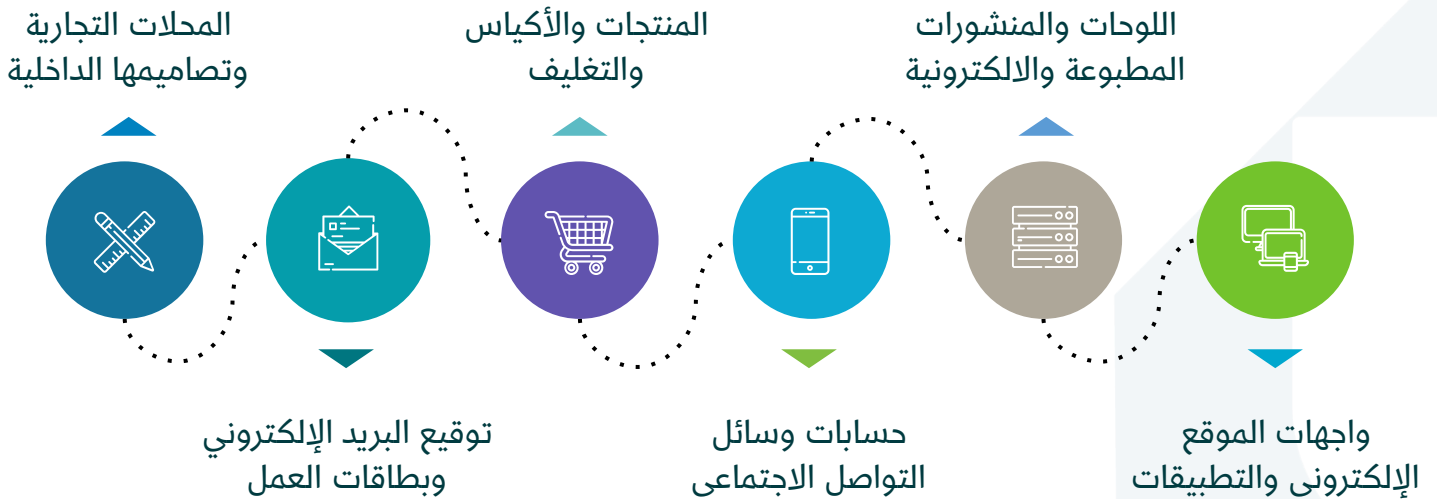 واجهات الموقع
الإلكتروني والتطبيقات
اللوحات والمنشورات
المطبوعة والالكترونية
حسابات وسائل
التواصل الاجتماعي
المنتجات والأكياس
والتغليف
توقيع البريد الإلكتروني
وبطاقات العمل
المحلات التجارية
وتصاميمها الداخلية